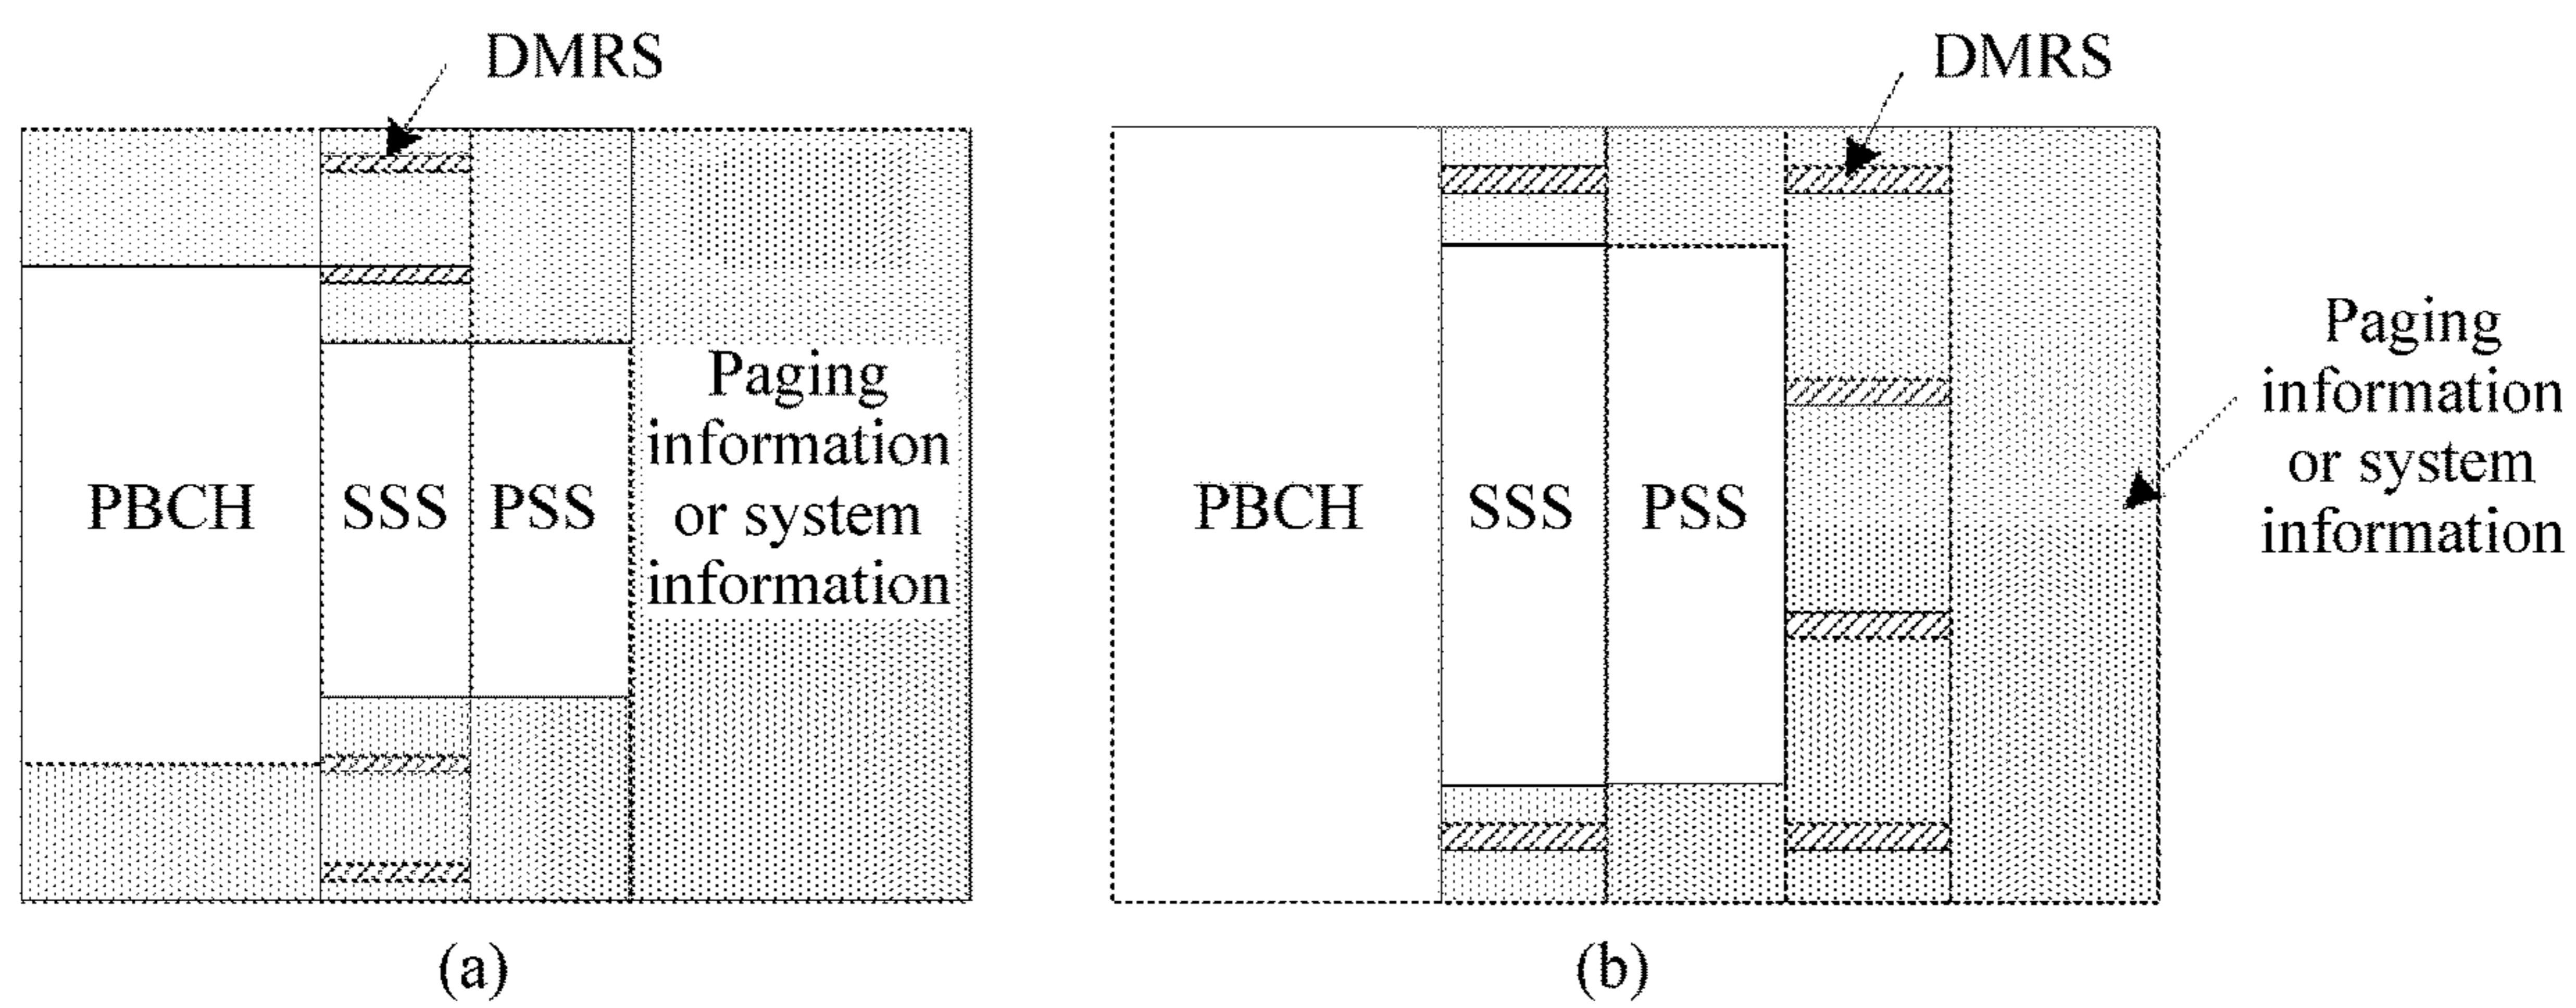 DMRS
PBCH
SSS
PSS
Paging
information
or system
information
(a)
DMRS
PBCH
SSS
PSS
Paging
information
or system
information
(b)